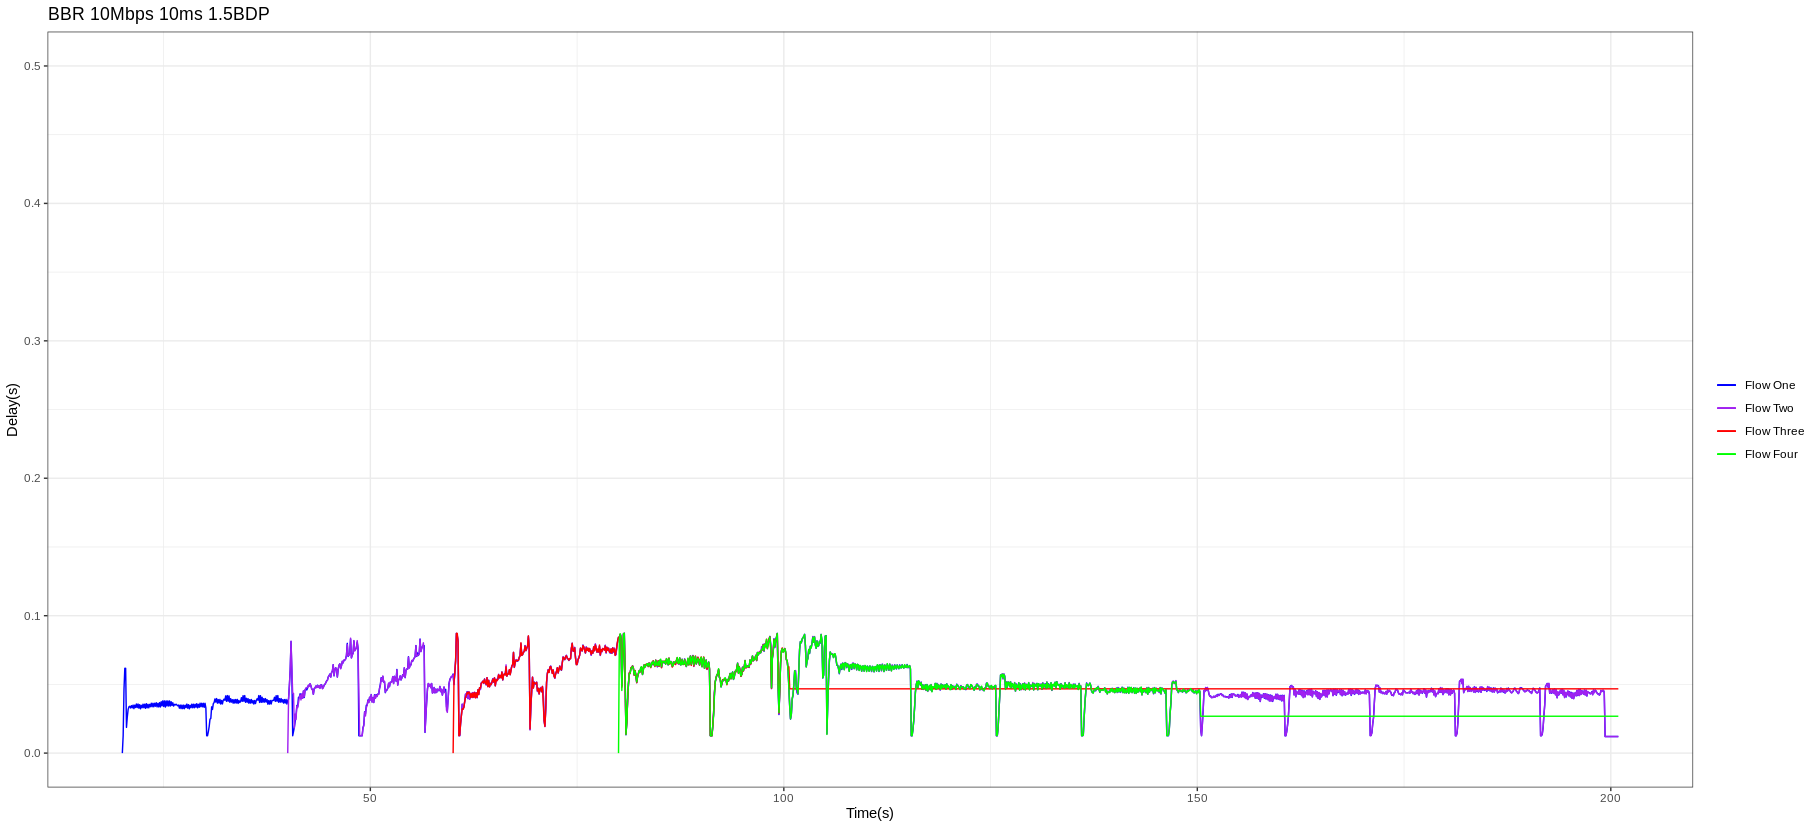 BBR 10Mbps 10ms 1.5BDP
0.5
0.4
0.3
0.2
0.1
0.0
Delay(s)
50
100
150
200
Time(s)
Flow One
Flow Two
Flow Three
Flow Four